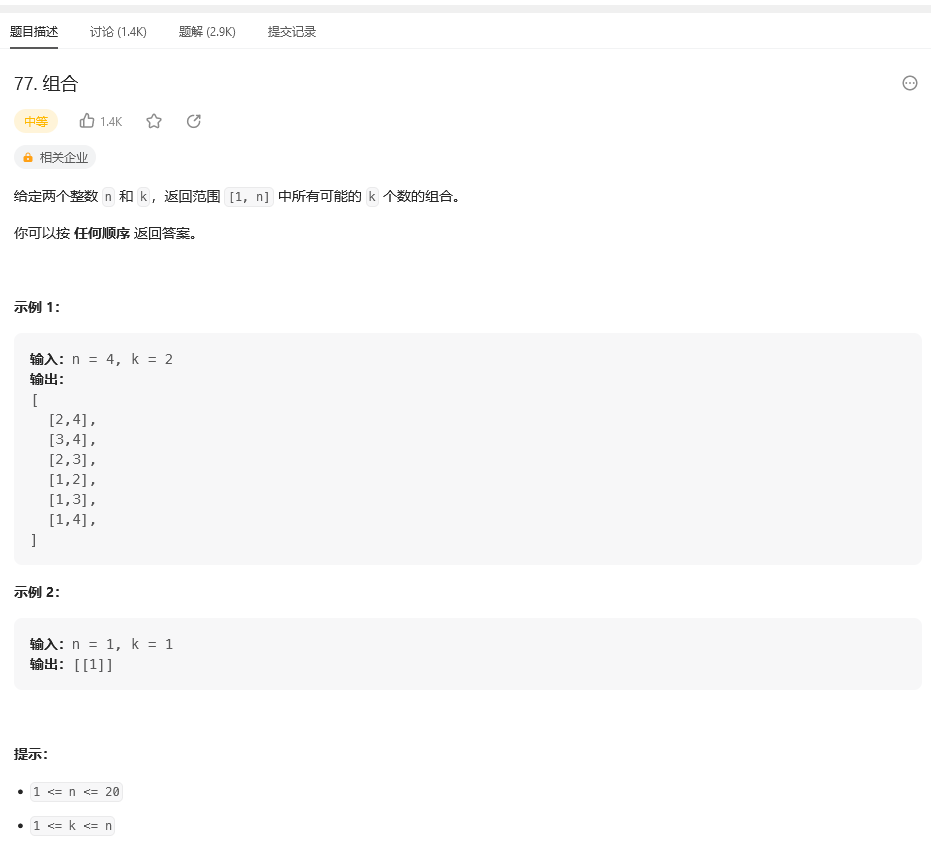 题目描述 讨论 (1.4K) 题解 (2.9K) 提交记录
77. 组合
中等 1.4K
相关企业
给定两个整数 n 和 k，返回范围 [1, n] 中所有可能的 k 个数的组合。
你可以按 任何顺序 返回答案。
示例 1：
输入：n = 4, k = 2
输出：
[
[2,4],
[3,4],
[2,3],
[1,2],
[1,3],
[1,4],
]
示例 2：
输入：n = 1, k = 1
输出：[[1]]
提示：
• 1 <= n <= 20
• 1 <= k <= n